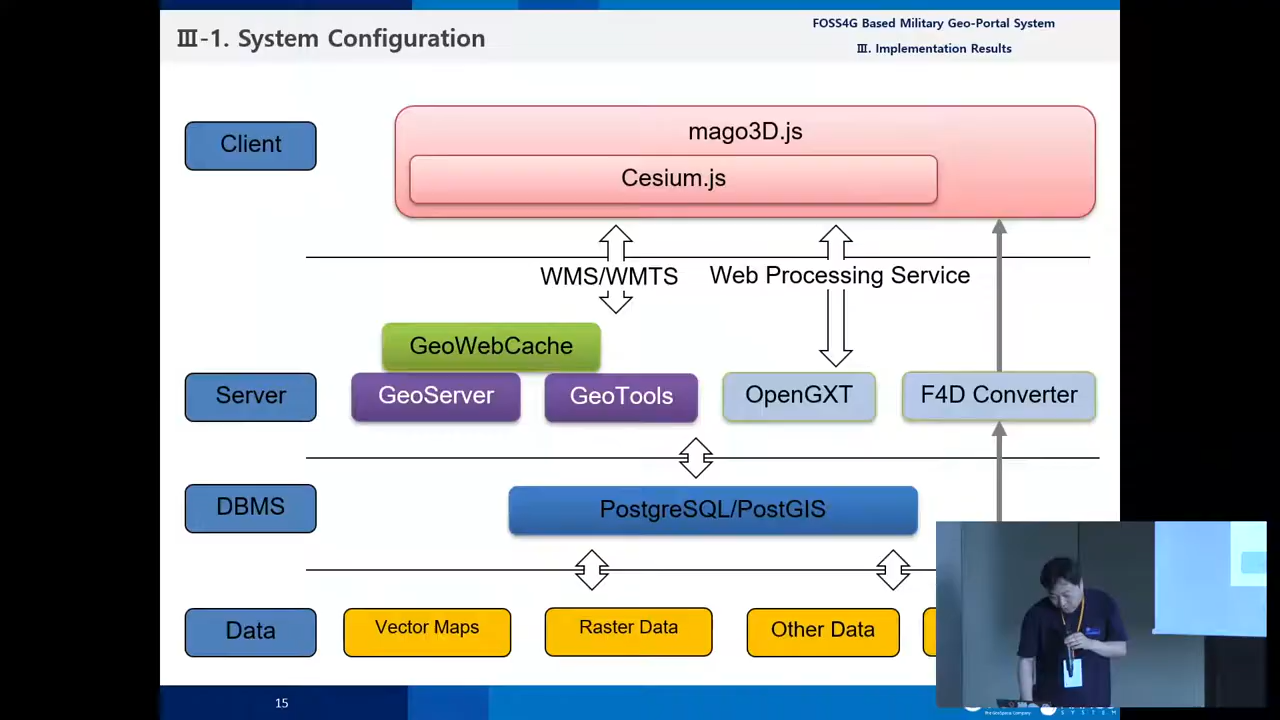 Ⅲ-1. System Configuration
FOSS4G Based Military Geo-Portal System
Ⅲ. Implementation Results
Client
mago3D.js
Cesium.js
WMS/WMTS
Web Processing Service
GeoWebCache
Server
GeoServer
GeoTools
OpenGXT
F4D Converter
DBMS
PostgreSQL/PostGIS
Data
Vector Maps
Raster Data
Other Data
15